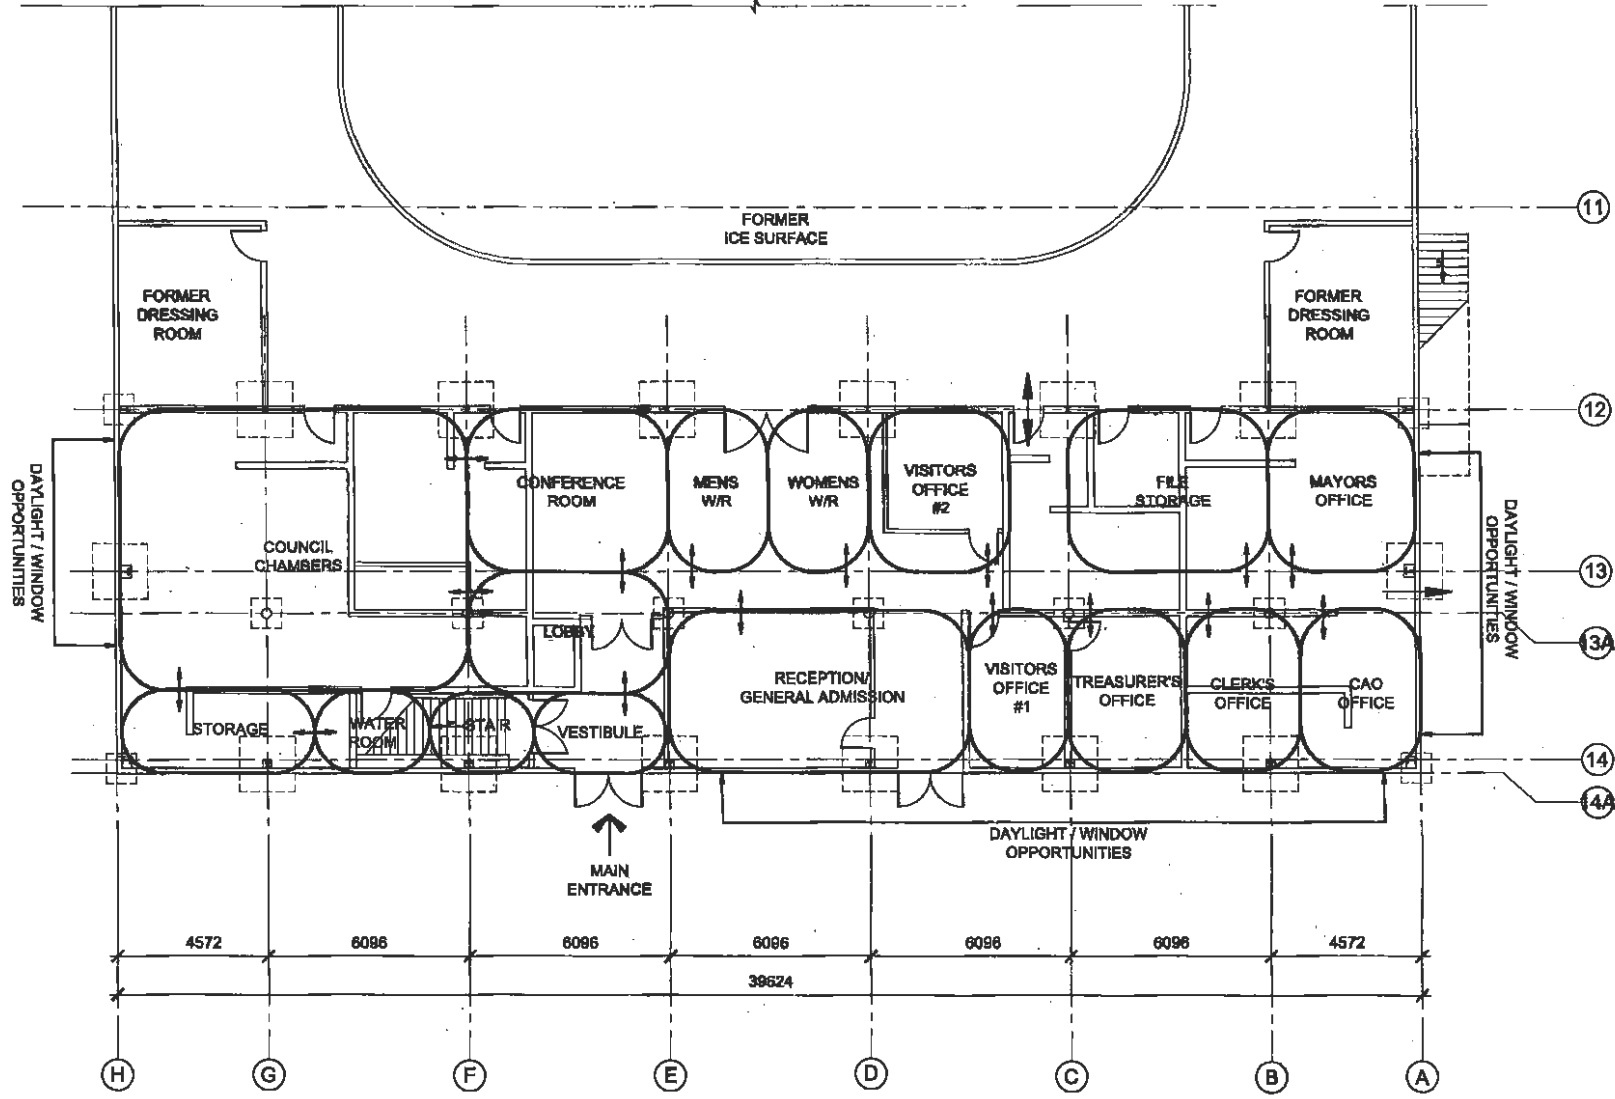 11
FORMER
ICE SURFACE
FORMER
DRESSING
ROOM
FORMER
DRESSING
ROOM
12
DAYLIGHT / WINDOW
OPPORTUNITIES
CONFERENCE
ROOM
MENS
W/R
WOMENS
W/R
VISITORS
OFFICE
#2
FILE
STORAGE
MAYORS
OFFICE
DAYLIGHT / WINDOW
OPPORTUNITIES
COUNCIL
CHAMBERS
13
LOBBY
13A
RECEPTION/
GENERAL ADMISSION
VISITORS
OFFICE
#1
TREASURER'S
OFFICE
CLERK'S
OFFICE
CAO
OFFICE
STORAGE
WATER
ROOM
STAIR
VESTIBULE
14
14A
DAYLIGHT / WINDOW
OPPORTUNITIES
MAIN
ENTRANCE
4572 6096 6096 6096 6096 6096 4572
39624
H G F E D C B A